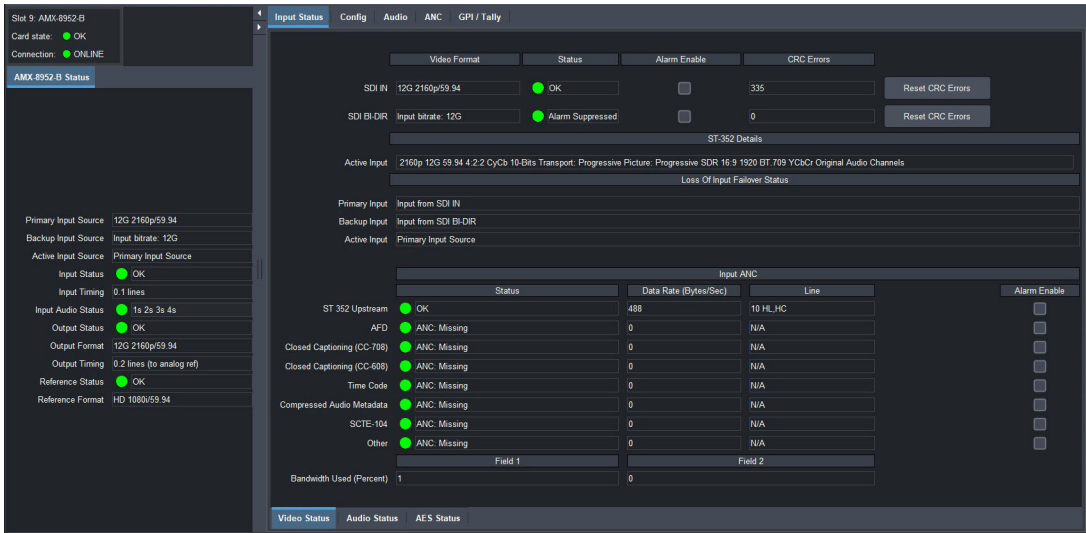 Slot 9: AMX-8952-B
Card state: OK
Connection: ONLINE
AMX-8952-B Status
Primary Input Source 12G 2160p/59.94
Backup Input Source Input bitrate: 12G
Active Input Source Primary Input Source
Input Status OK
Input Timing 0.1 lines
Input Audio Status 1s 2s 3s 4s
Output Status OK
Output Format 12G 2160p/59.94
Output Timing 0.2 lines (to analog ref)
Reference Status OK
Reference Format HD 1080i/59.94
Input Status Config Audio ANC GPI / Tally
Video Format Status Alarm Enable CRC Errors
SDI IN 12G 2160p/59.94 OK 335 Reset CRC Errors
SDI BI-DIR Input bitrate: 12G Alarm Suppressed 0 Reset CRC Errors
ST-352 Details
Active Input 2160p 12G 59.94 4:2:2 CyCb 10-Bits Transport: Progressive Picture: Progressive SDR 16:9 1920 BT.709 YCbCr Original Audio Channels
Loss Of Input Failover Status
Primary Input Input from SDI IN
Backup Input Input from SDI BI-DIR
Active Input Primary Input Source
Input ANC
Status Data Rate (Bytes/Sec) Line Alarm Enable
ST 352 Upstream OK 488 10 HL,HC
AFD ANC: Missing 0 N/A
Closed Captioning (CC-708) ANC: Missing 0 N/A
Closed Captioning (CC-608) ANC: Missing 0 N/A
Time Code ANC: Missing 0 N/A
Compressed Audio Metadata ANC: Missing 0 N/A
SCTE-104 ANC: Missing 0 N/A
Other ANC: Missing 0 N/A
Field 1 Field 2
Bandwidth Used (Percent) 1 0
Video Status Audio Status AES Status